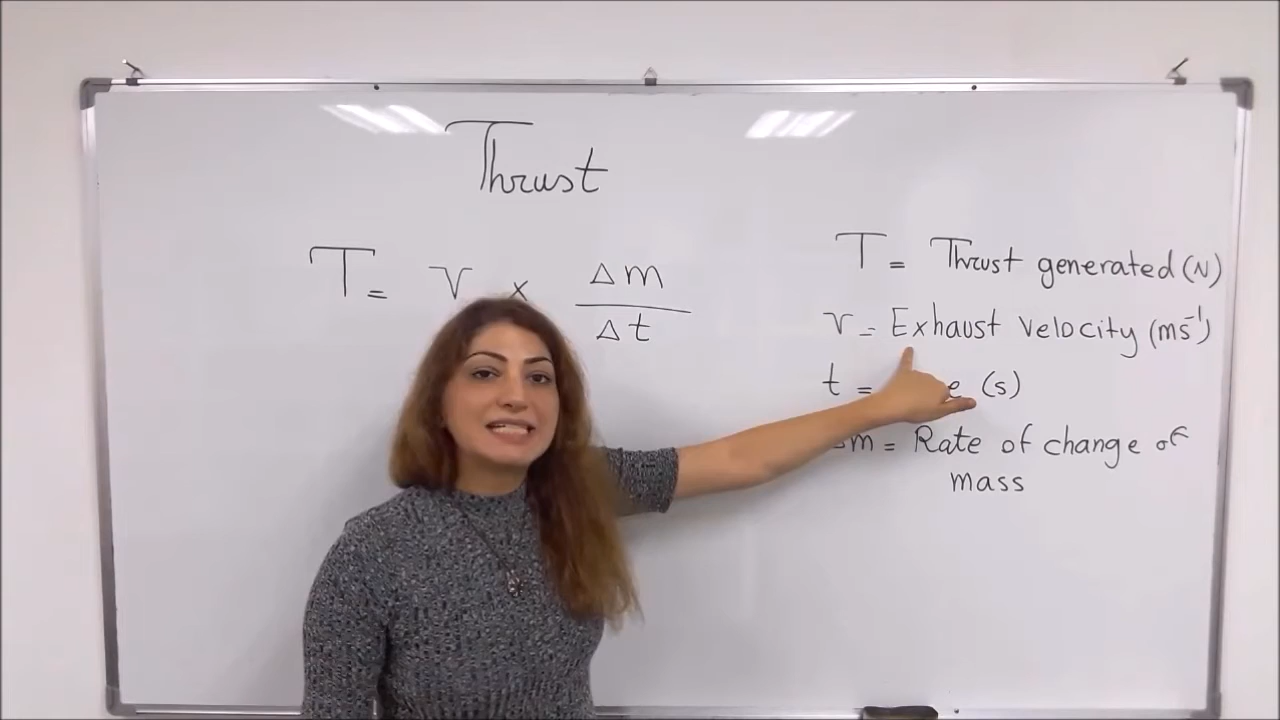 Thrust
T = v × Δm / Δt
T = Thrust generated (N)
v = Exhaust velocity (ms⁻¹)
t = (s)
m = Rate of change of
mass